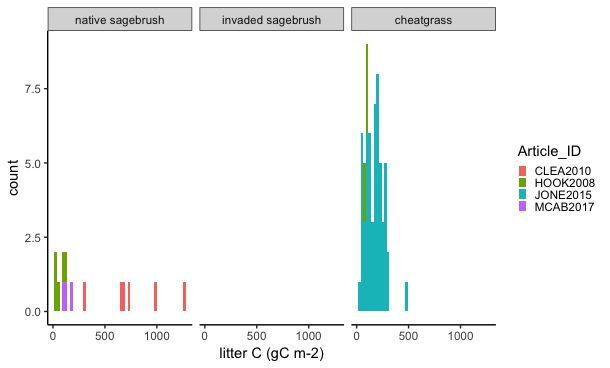 native sagebrush
invaded sagebrush
cheatgrass
count
7.5
5.0
2.5
0.0
0
500
1000
0
500
1000
0
500
1000
litter C (gC m-2)
Article_ID
CLEA2010
HOOK2008
JONE2015
MCAB2017